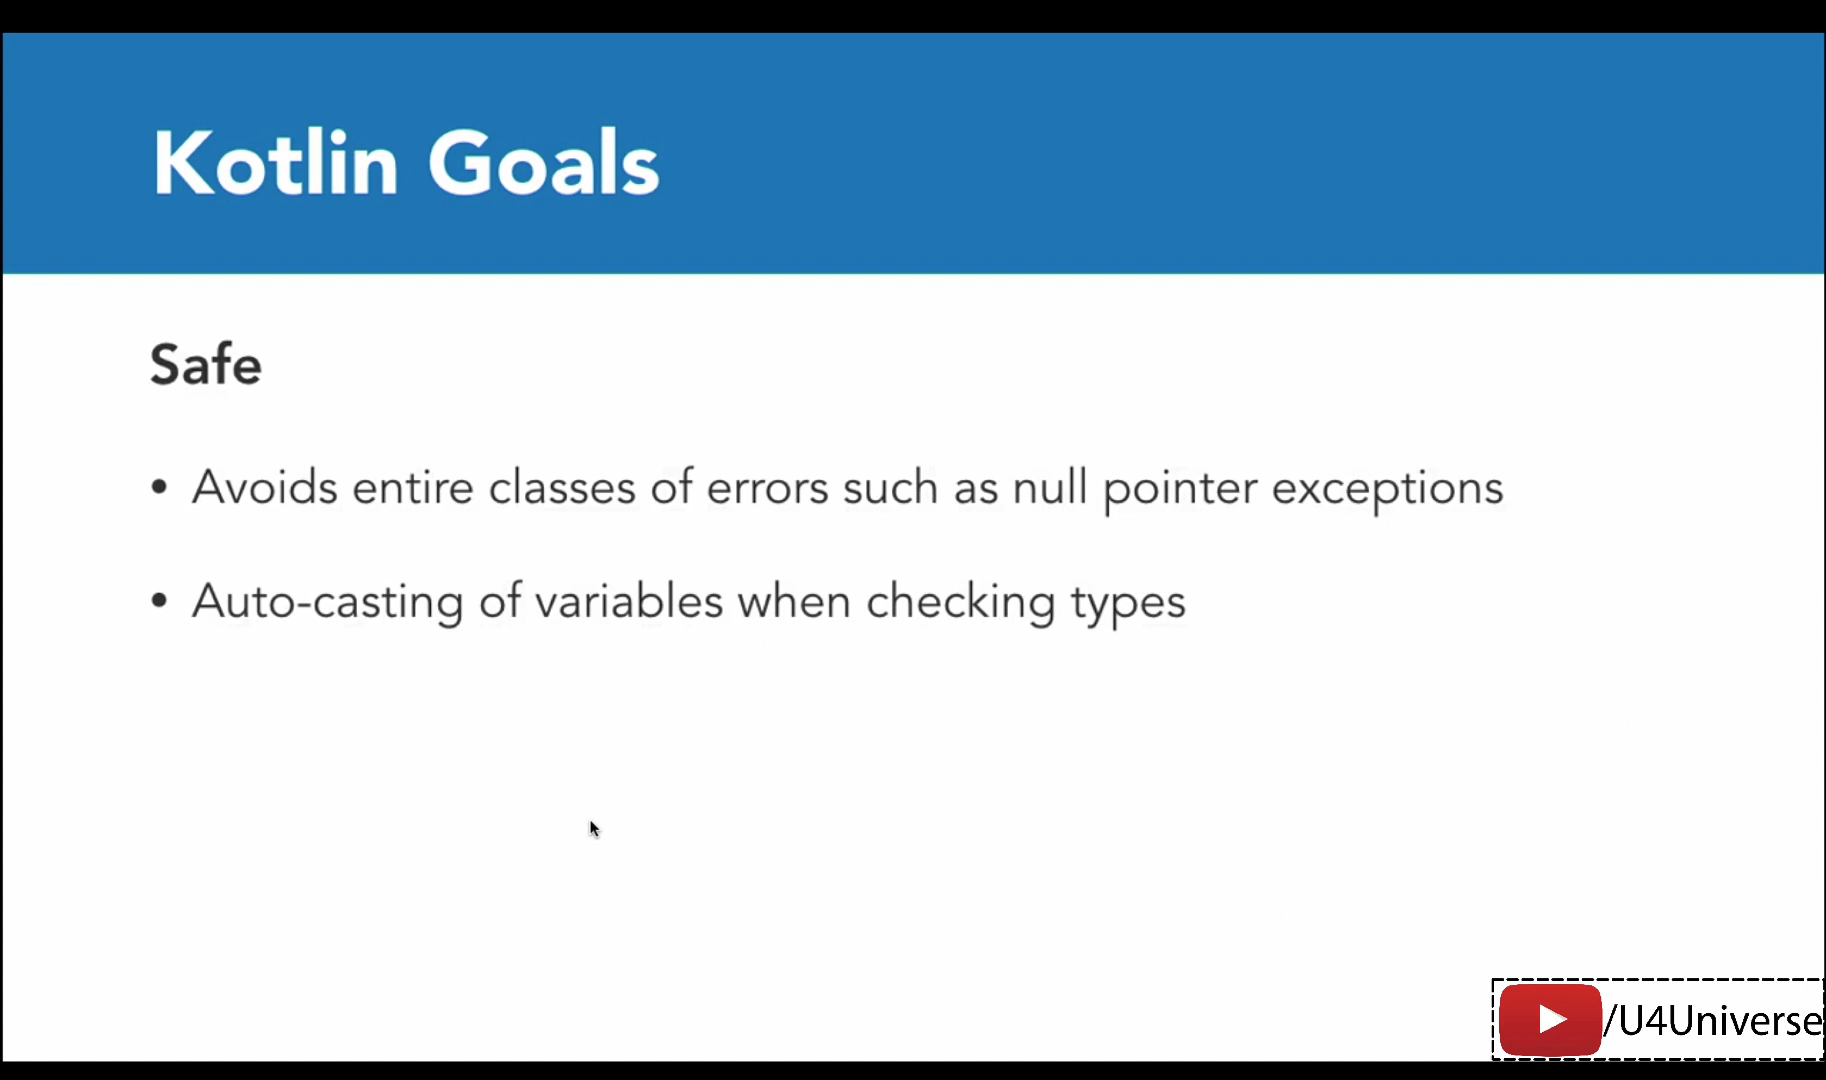 Kotlin Goals
Safe
• Avoids entire classes of errors such as null pointer exceptions
• Auto-casting of variables when checking types
/U4Universe